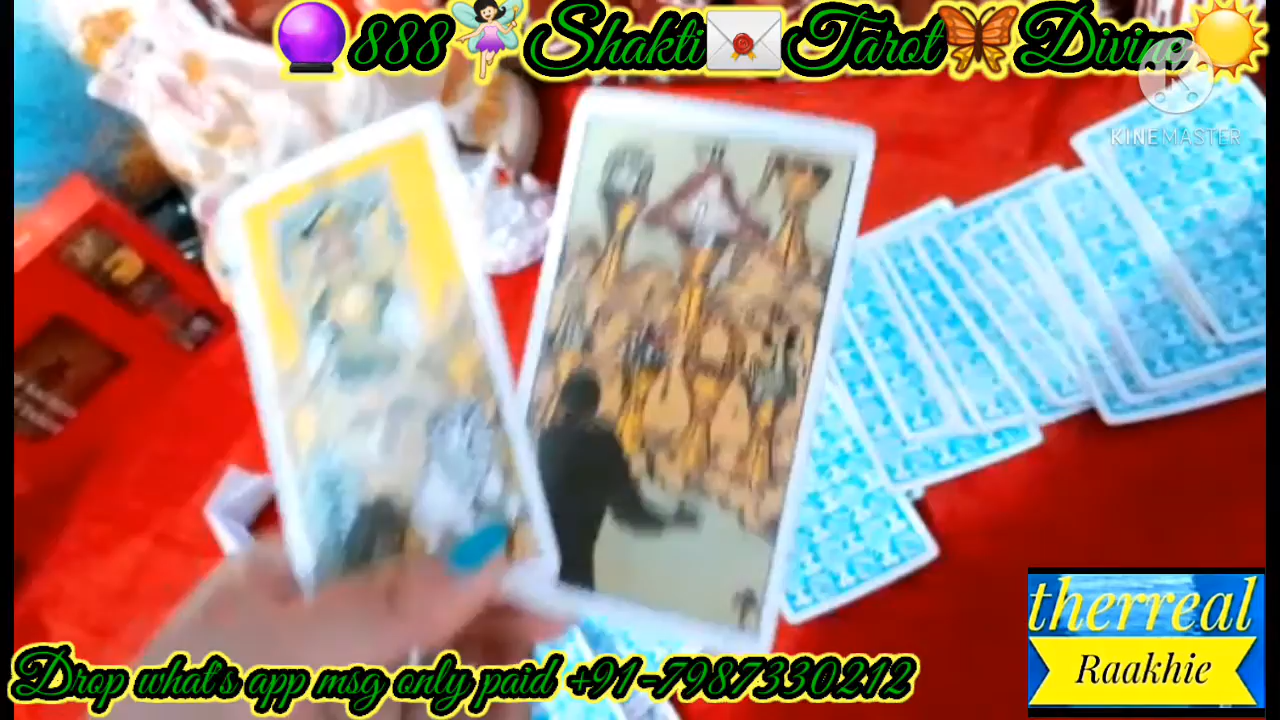 🔮888🧚🏻‍♀️Shakti💌Tarot🦋Divine☀️
K
KINEMASTER
therreal
Raakhie
Drop what's app msg only paid +91-7987330212